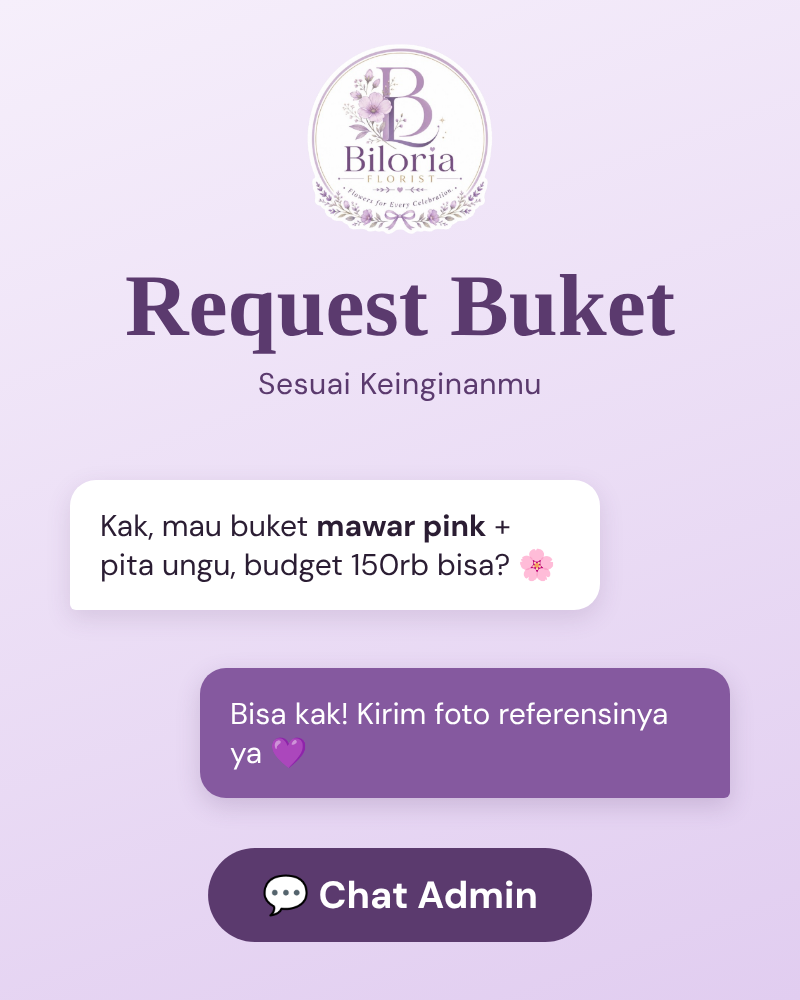 B
Biloria
FLORIST
Flowers for Every Celebration
Request Buket
Sesuai Keinginanmu
Kak, mau buket mawar pink +
pita ungu, budget 150rb bisa? 🌸
Bisa kak! Kirim foto referensinya
ya 💜
💬 Chat Admin